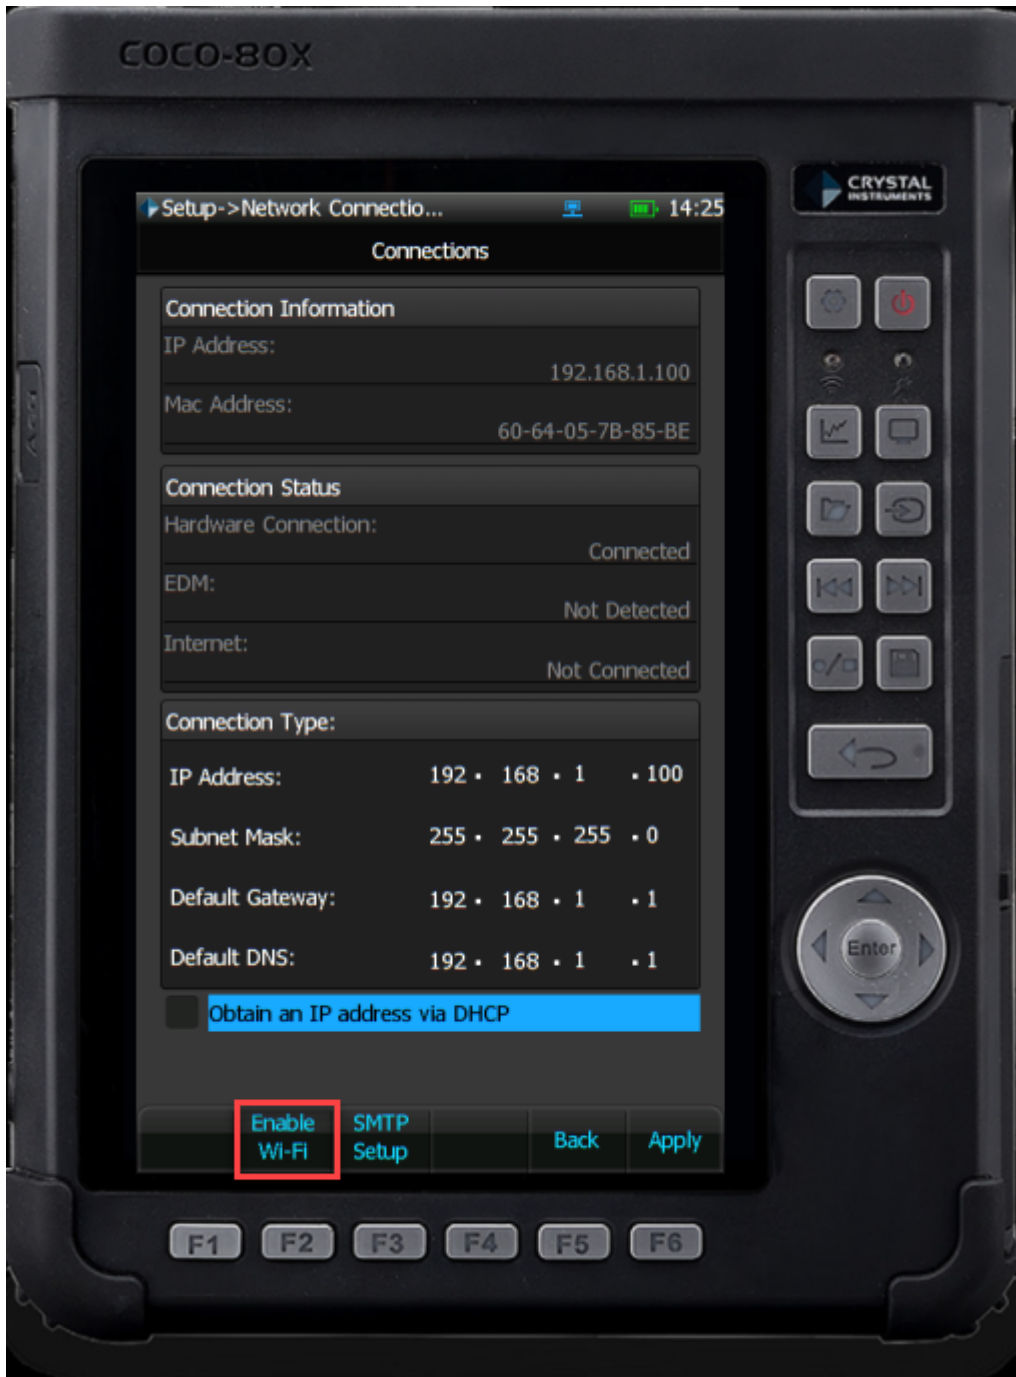 COCO-80X
CRYSTAL
INSTRUMENTS
Setup->Network Connectio... 14:25
Connections
Connection Information
IP Address:
192.168.1.100
Mac Address:
60-64-05-7B-85-BE
Connection Status
Hardware Connection:
Connected
EDM:
Not Detected
Internet:
Not Connected
Connection Type:
IP Address: 192 . 168 . 1 . 100
Subnet Mask: 255 . 255 . 255 . 0
Default Gateway: 192 . 168 . 1 . 1
Default DNS: 192 . 168 . 1 . 1
Obtain an IP address via DHCP
Enable Wi-Fi
SMTP Setup
Back
Apply
Enter
F1 F2 F3 F4 F5 F6